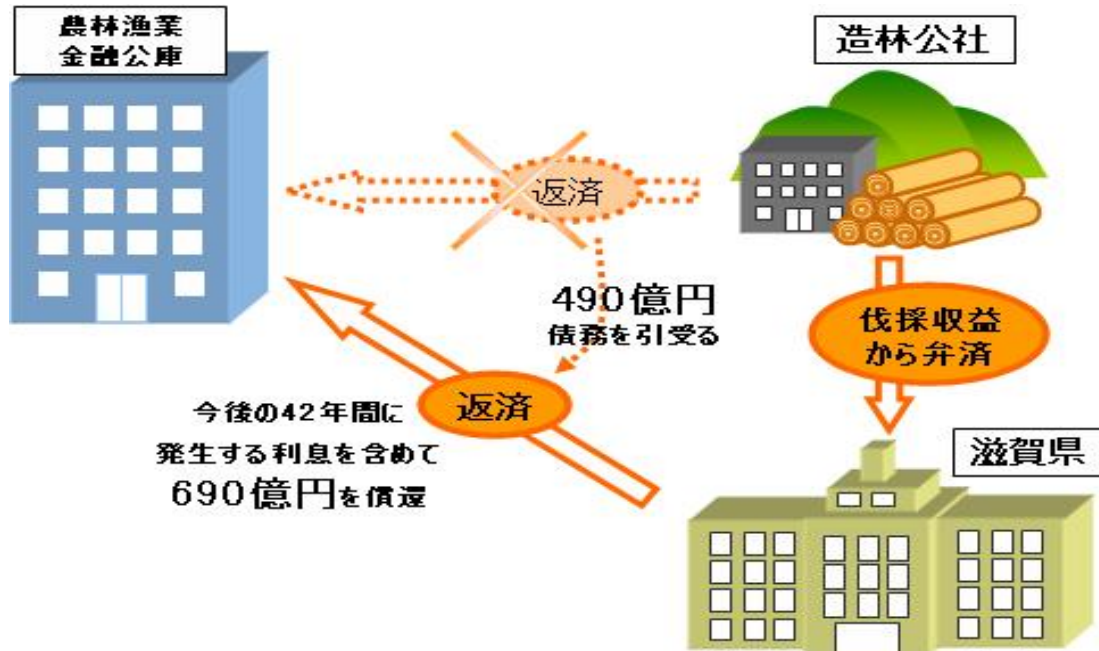 農林漁業
金融公庫
造林公社
返済
490億円
債務を引受る
伐採収益
から弁済
返済
今後の42年間に
発生する利息を含めて
690億円を償還
滋賀県